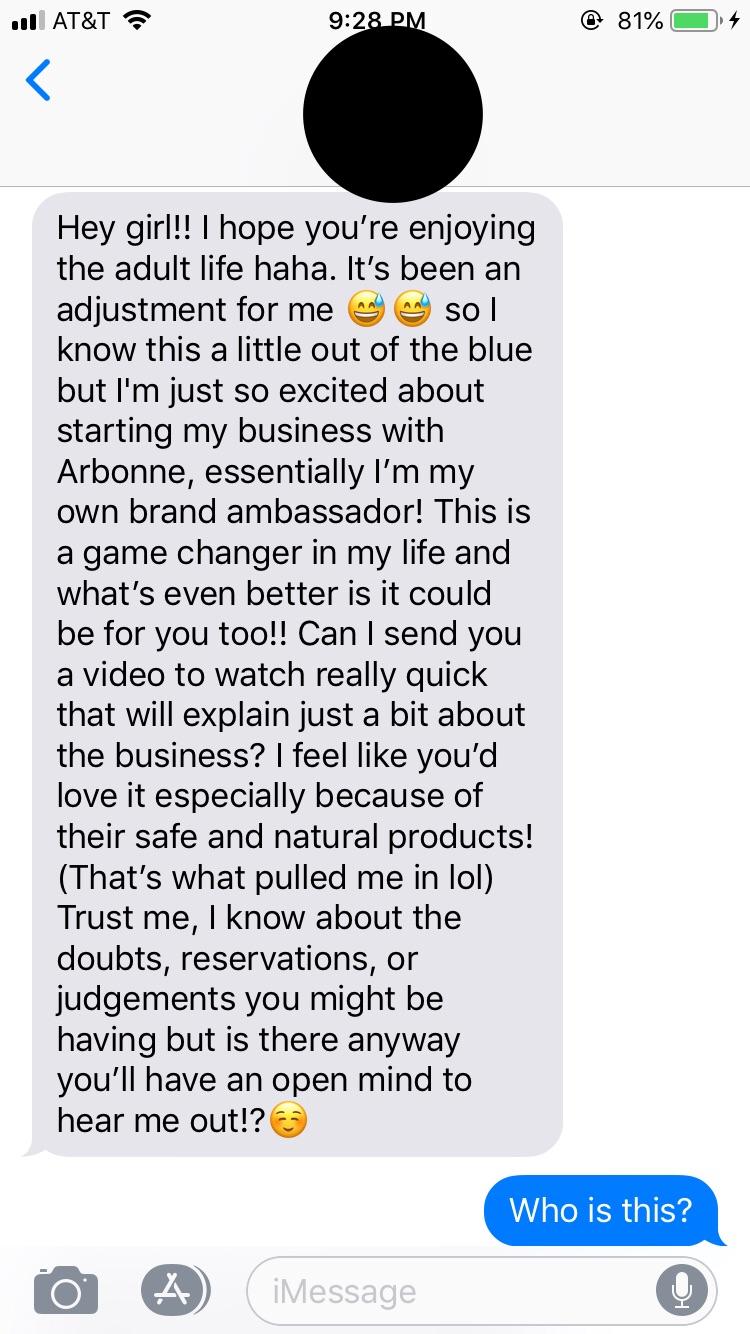 AT&T 9:28 PM 81%
Hey girl!! I hope you’re enjoying
the adult life haha. It’s been an
adjustment for me 😅😅 so I
know this a little out of the blue
but I'm just so excited about
starting my business with
Arbonne, essentially I’m my
own brand ambassador! This is
a game changer in my life and
what’s even better is it could
be for you too!! Can I send you
a video to watch really quick
that will explain just a bit about
the business? I feel like you’d
love it especially because of
their safe and natural products!
(That’s what pulled me in lol)
Trust me, I know about the
doubts, reservations, or
judgements you might be
having but is there anyway
you’ll have an open mind to
hear me out!?☺️
Who is this?
iMessage